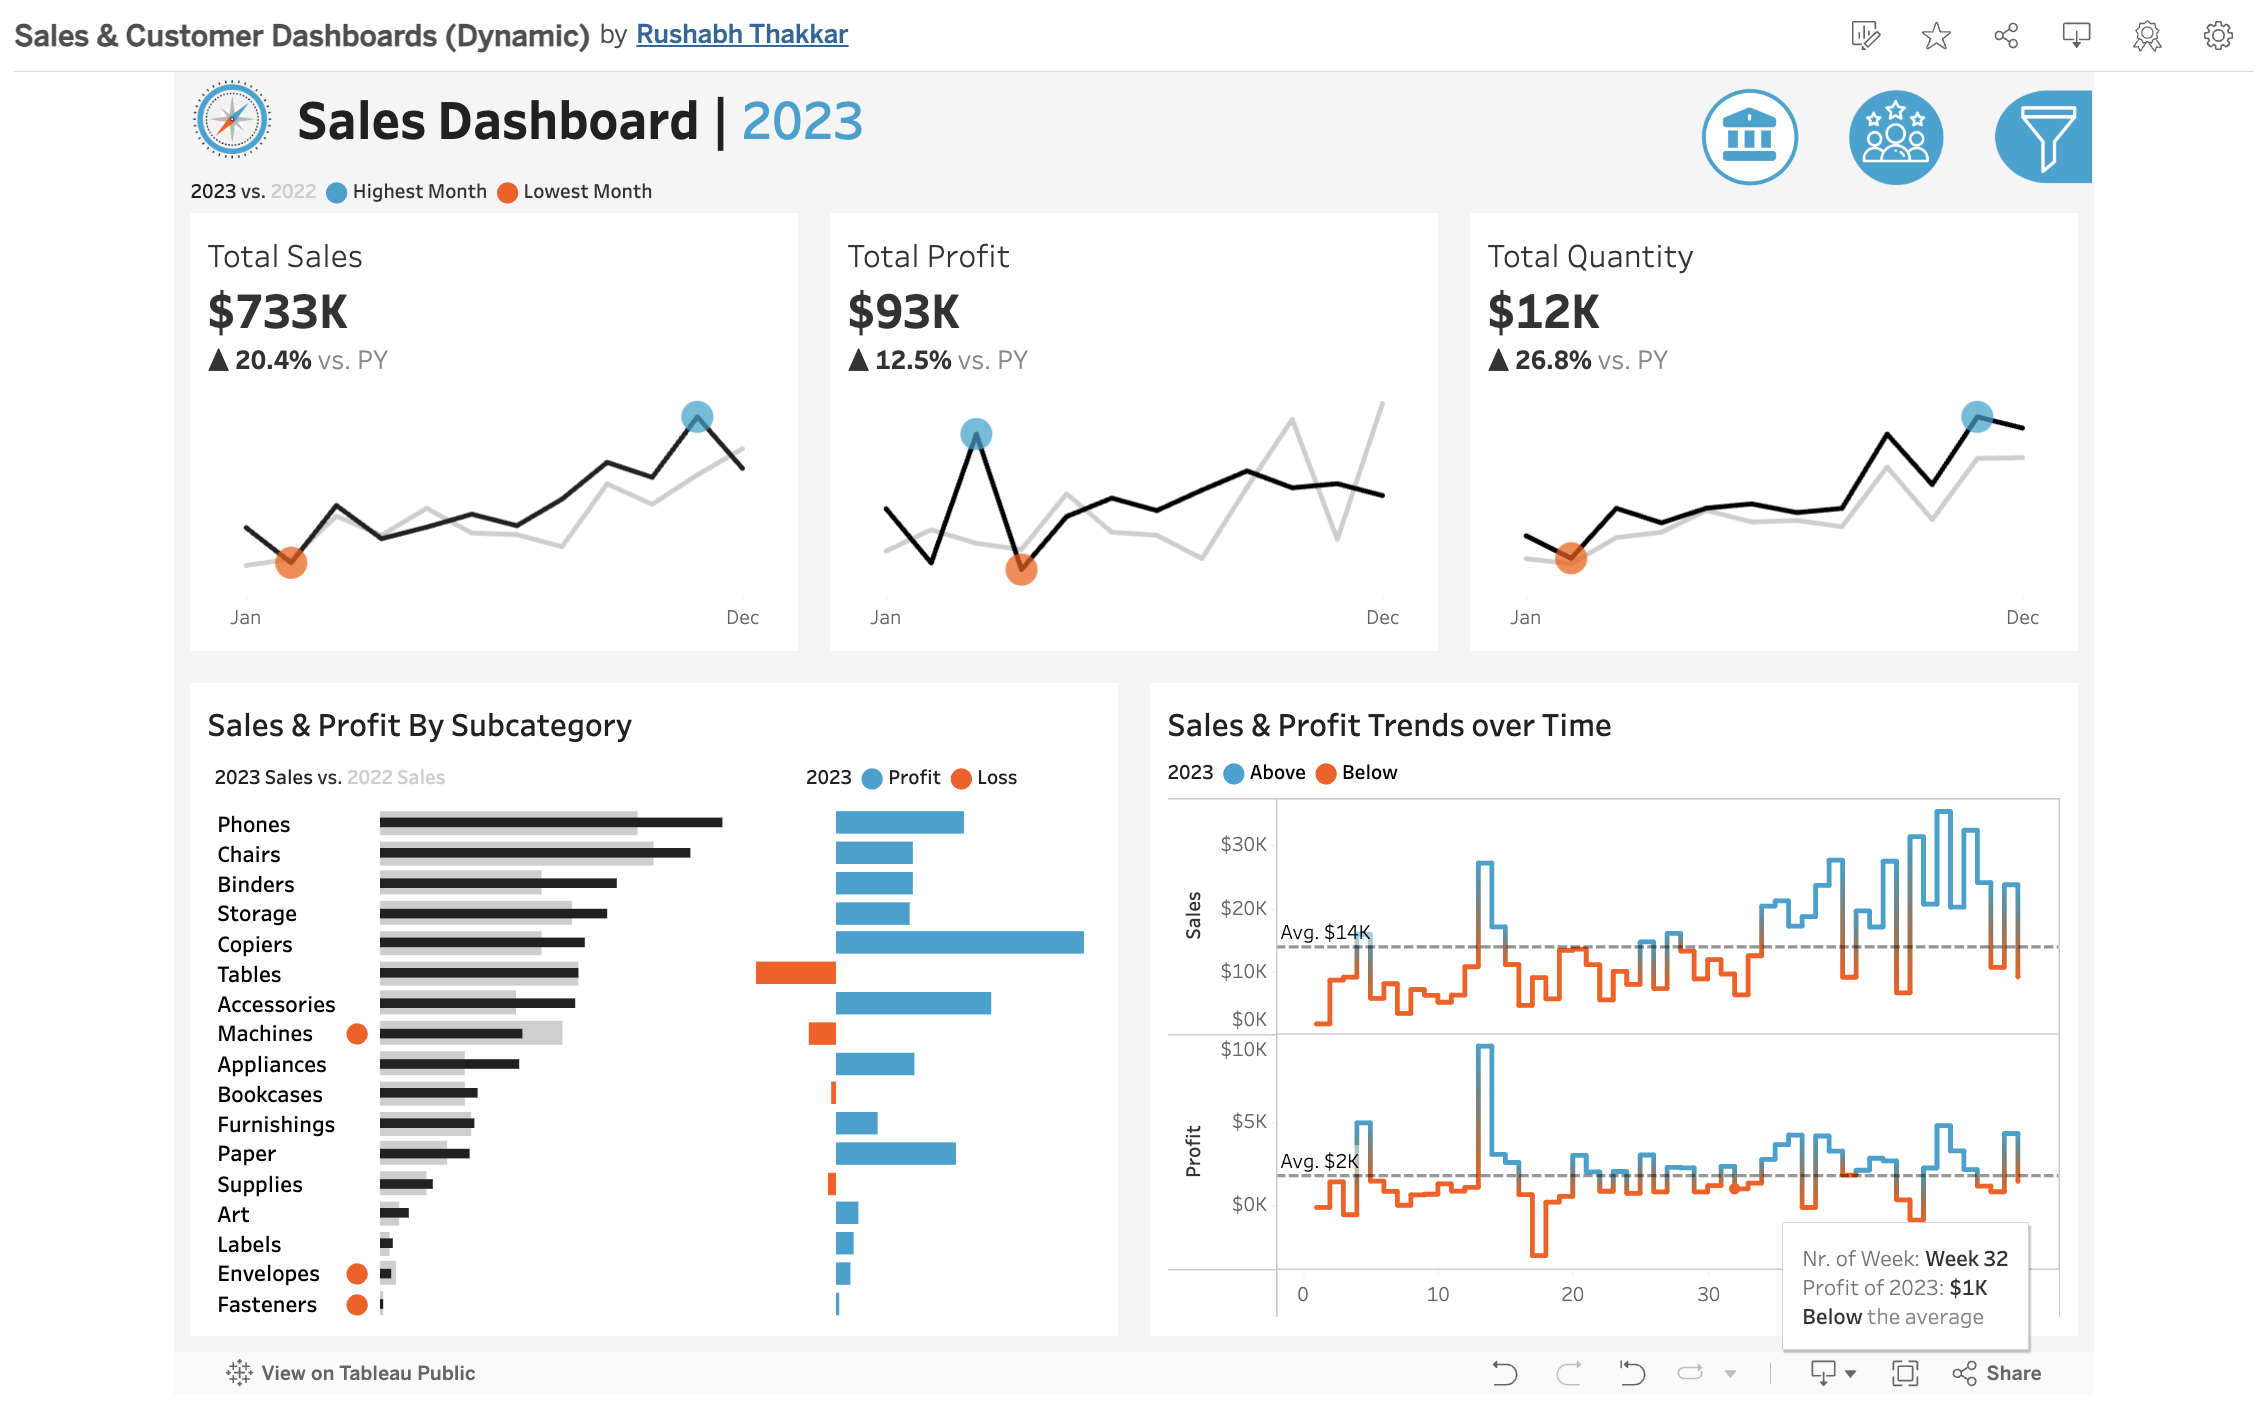 Sales & Customer Dashboards (Dynamic) by Rushabh Thakkar
Sales Dashboard | 2023
2023 vs. 2022 Highest Month Lowest Month
Total Sales
$733K
▲ 20.4% vs. PY
Jan Dec
Total Profit
$93K
▲ 12.5% vs. PY
Jan Dec
Total Quantity
$12K
▲ 26.8% vs. PY
Jan Dec
Sales & Profit By Subcategory
2023 Sales vs. 2022 Sales
2023 Profit Loss
Phones
Chairs
Binders
Storage
Copiers
Tables
Accessories
Machines
Appliances
Bookcases
Furnishings
Paper
Supplies
Art
Labels
Envelopes
Fasteners
Sales & Profit Trends over Time
2023 Above Below
Sales
$30K
$20K
Avg. $14K
$10K
$0K
Profit
$10K
$5K
Avg. $2K
$0K
0 10 20 30
Nr. of Week: Week 32
Profit of 2023: $1K
Below the average
View on Tableau Public
Share